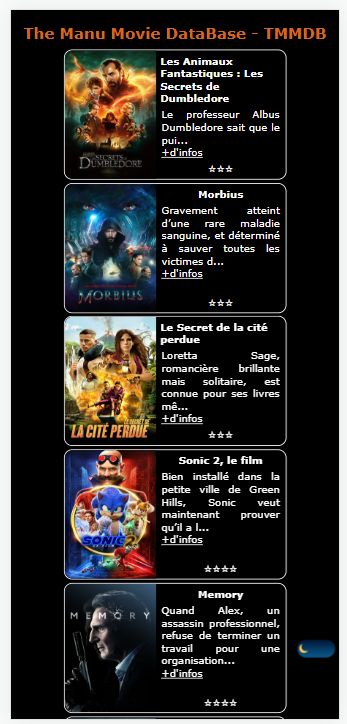 The Manu Movie DataBase - TMMDB
Les Animaux
Fantastiques : Les
Secrets de
Dumbledore
Le professeur Albus
Dumbledore sait que le
pui...
+d'infos
SECRETS
DUMBLEDORE
★★★
Morbius
Gravement atteint
d’une rare maladie
sanguine, et déterminé
à sauver toutes les
victimes d...
+d'infos
MORBIUS
★★★
Le Secret de la cité
perdue
Loretta Sage,
romancière brillante
mais solitaire, est
connue pour ses livres
mê...
+d'infos
LE SECRET DE
LA CITÉ PERDUE
★★★
Sonic 2, le film
Bien installé dans la
petite ville de Green
Hills, Sonic veut
maintenant prouver
qu’il a l...
+d'infos
SONIC 2
★★★★
Memory
MEMORY
Quand Alex, un
assassin professionnel,
refuse de terminer un
travail pour une
organisation...
+d'infos
★★★★